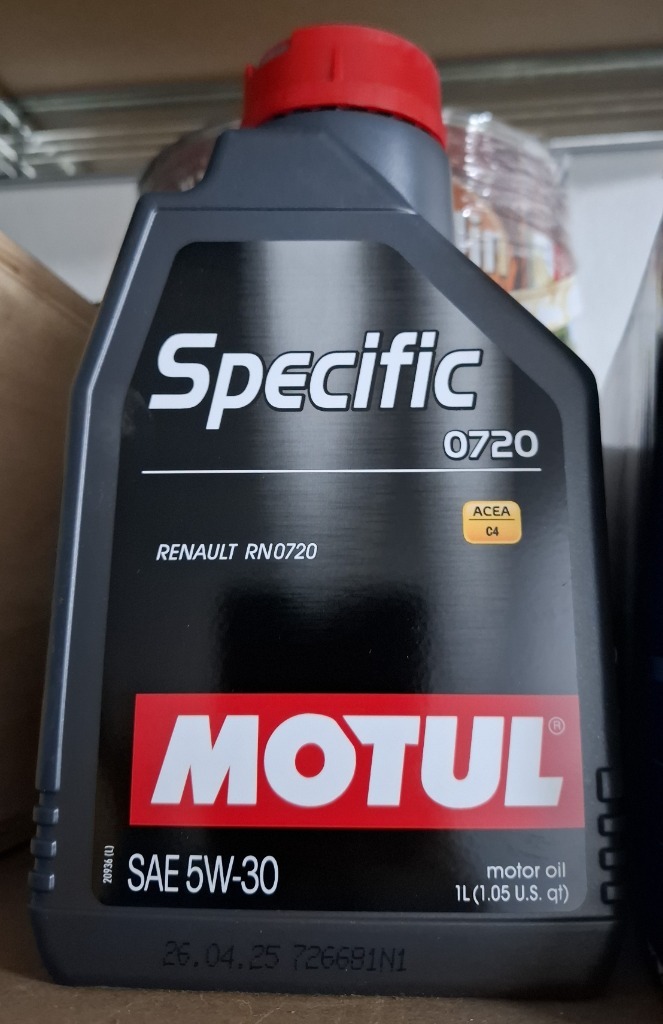 Specific
0720
ACEA
C4
RENAULT RN0720
MOTUL®
20936 (L)
SAE 5W-30
motor oil
1L (1.05 U.S. qt)
26.04.25 726681N1